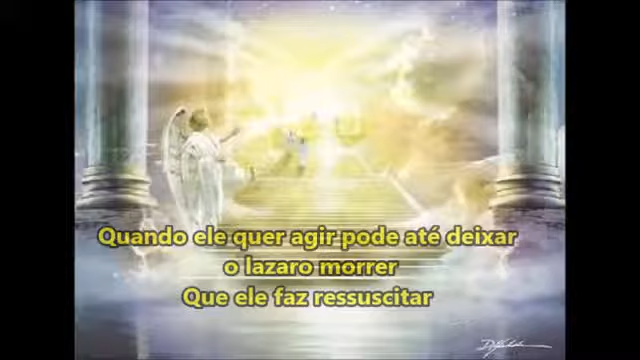 Quando ele quer agir pode até deixar
o lazaro morrer
Que ele faz ressuscitar